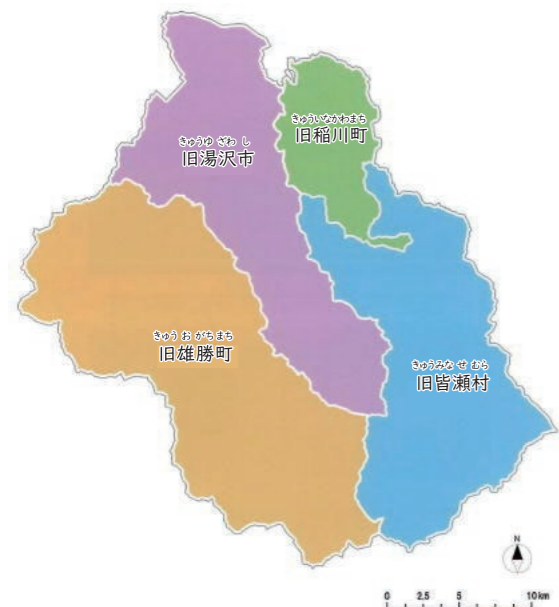 きゅういなかわまち
旧稲川町
きゅうゆざわし
旧湯沢市
きゅうおがちまち
旧雄勝町
きゅうみなせむら
旧皆瀬村
N
0 2.5 5 10km